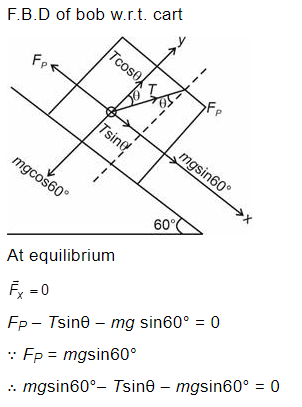 F.B.D of bob w.r.t. cart
y
Fₚ
Tcosθ
T
θ
θ
Fₚ
Tsinθ
mgsin60°
mgcos60°
60°
x
At equilibrium
F̄ₓ = 0
Fₚ – Tsinθ – mg sin60° = 0
∵ Fₚ = mgsin60°
∴ mgsin60°– Tsinθ – mgsin60° = 0